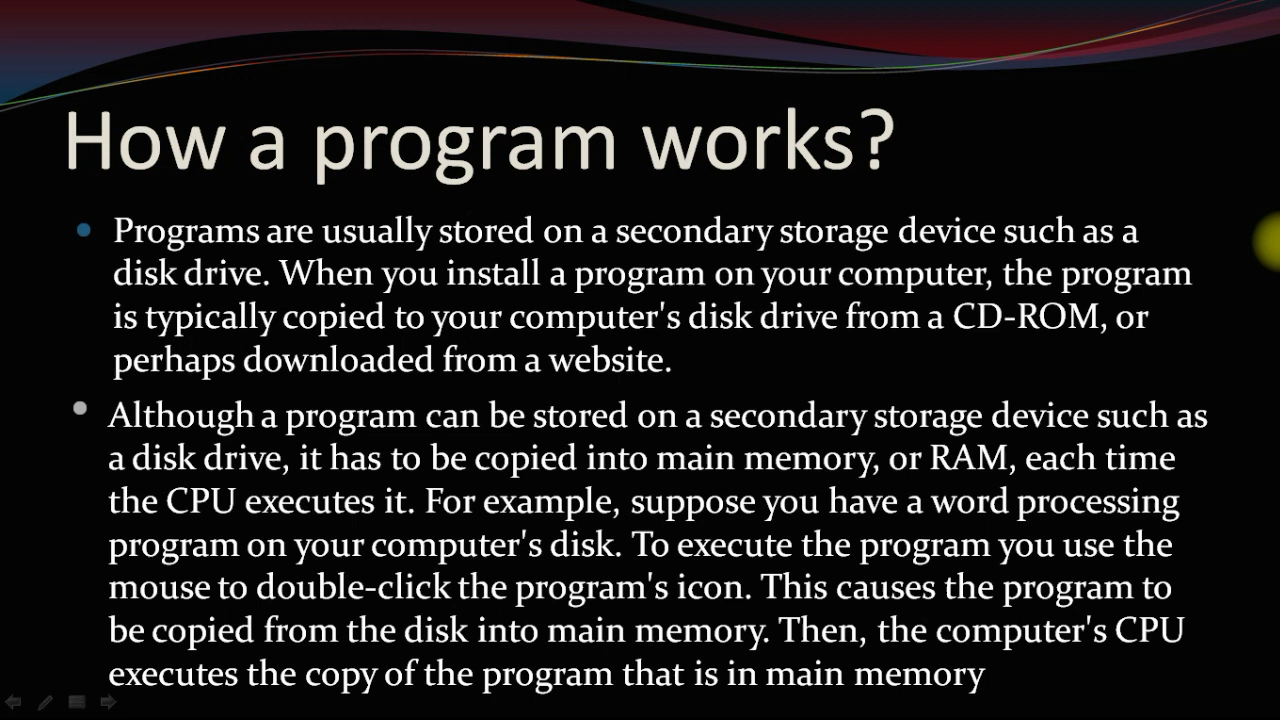 How a program works?
Programs are usually stored on a secondary storage device such as a
disk drive. When you install a program on your computer, the program
is typically copied to your computer's disk drive from a CD-ROM, or
perhaps downloaded from a website.
Although a program can be stored on a secondary storage device such as
a disk drive, it has to be copied into main memory, or RAM, each time
the CPU executes it. For example, suppose you have a word processing
program on your computer's disk. To execute the program you use the
mouse to double-click the program's icon. This causes the program to
be copied from the disk into main memory. Then, the computer's CPU
executes the copy of the program that is in main memory